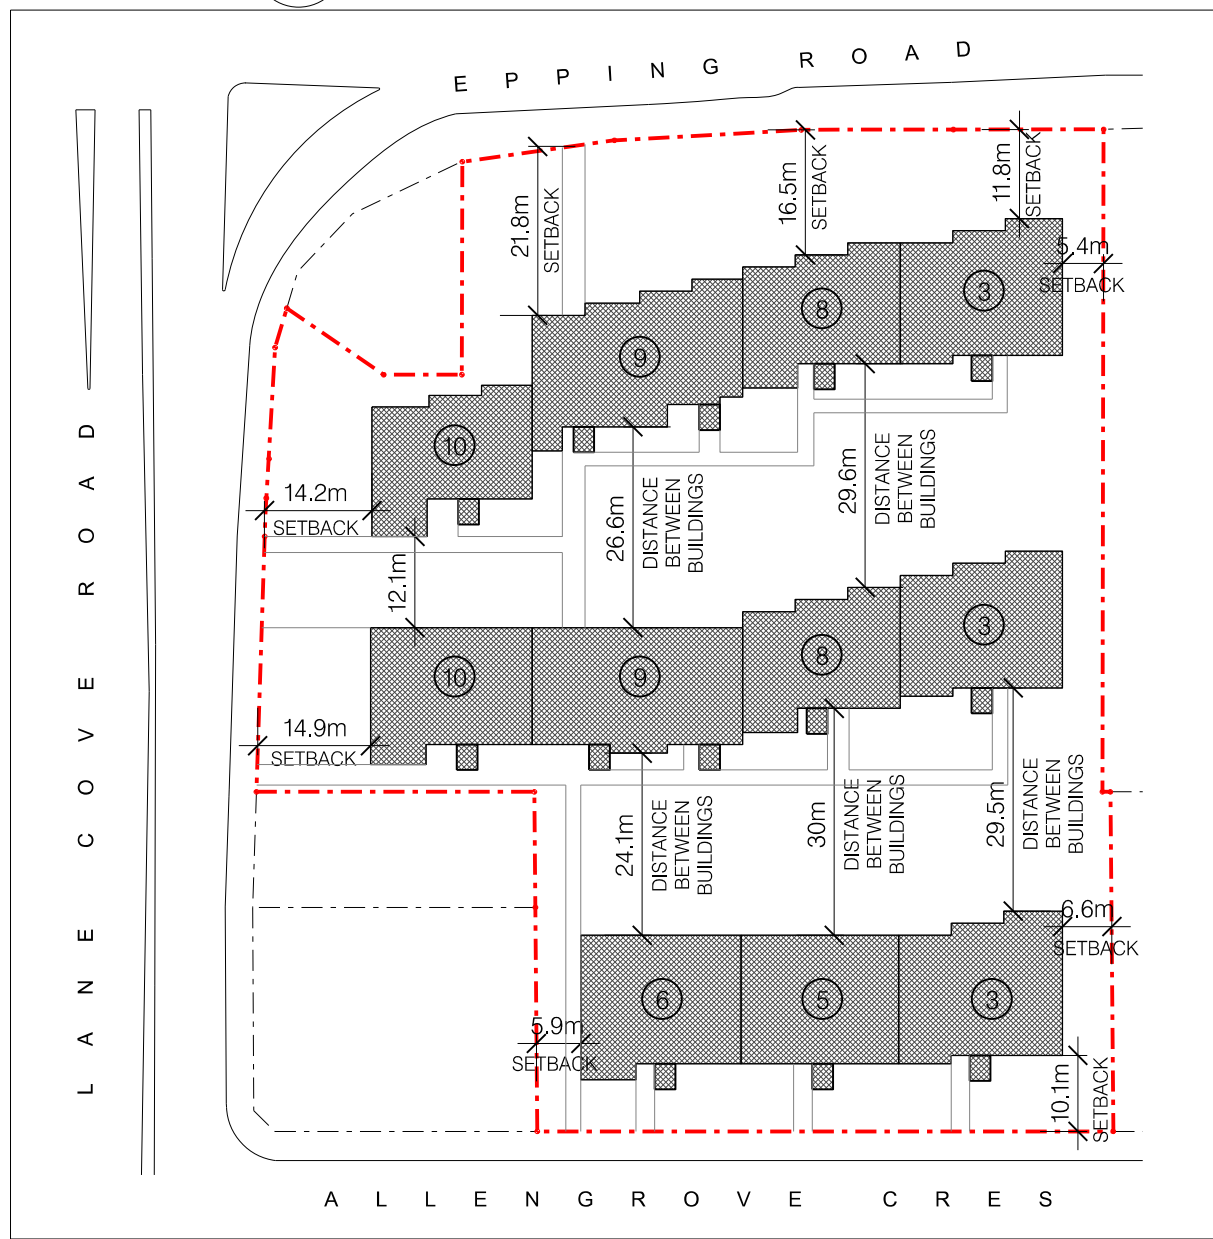 EPPING ROAD
LANE COVE ROAD
21.8m
SETBACK
16.5m
SETBACK
11.8m
SETBACK
5.4m
SETBACK
3
8
9
10
14.2m
SETBACK
12.1m
26.6m
DISTANCE
BETWEEN
BUILDINGS
29.6m
DISTANCE
BETWEEN
BUILDINGS
3
8
9
10
14.9m
SETBACK
24.1m
DISTANCE
BETWEEN
BUILDINGS
30m
DISTANCE
BETWEEN
BUILDINGS
29.5m
DISTANCE
BETWEEN
BUILDINGS
6.6m
SETBACK
6
5
3
5.9m
SETBACK
10.1m
SETBACK
ALLENGROVE CRES